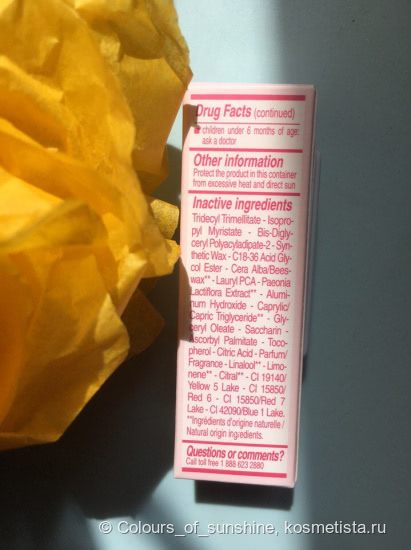 Drug Facts (continued)
■ children under 6 months of age:
ask a doctor
Other information
Protect the product in this container
from excessive heat and direct sun
Inactive ingredients
Tridecyl Trimellitate - Isopro-
pyl Myristate - Bis-Digly-
ceryl Polyacyladipate-2 - Syn-
thetic Wax - C18-36 Acid Gly-
col Ester - Cera Alba/Bees-
wax** - Lauryl PCA - Paeonia
Lactiflora Extract** - Alumi-
num Hydroxide - Caprylic/
Capric Triglyceride** - Gly-
ceryl Oleate - Saccharin -
Ascorbyl Palmitate - Toco-
pherol - Citric Acid - Parfum/
Fragrance - Linalool** - Limo-
nene** - Citral** - CI 19140/
Yellow 5 Lake - CI 15850/
Red 6 - CI 15850/Red 7
Lake - CI 42090/Blue 1 Lake.
**Ingrédients d'origine naturelle /
Natural origin ingredients.
Questions or comments?
Call toll free 1 888 623 2880
© Colours_of_sunshine, kosmetista.ru